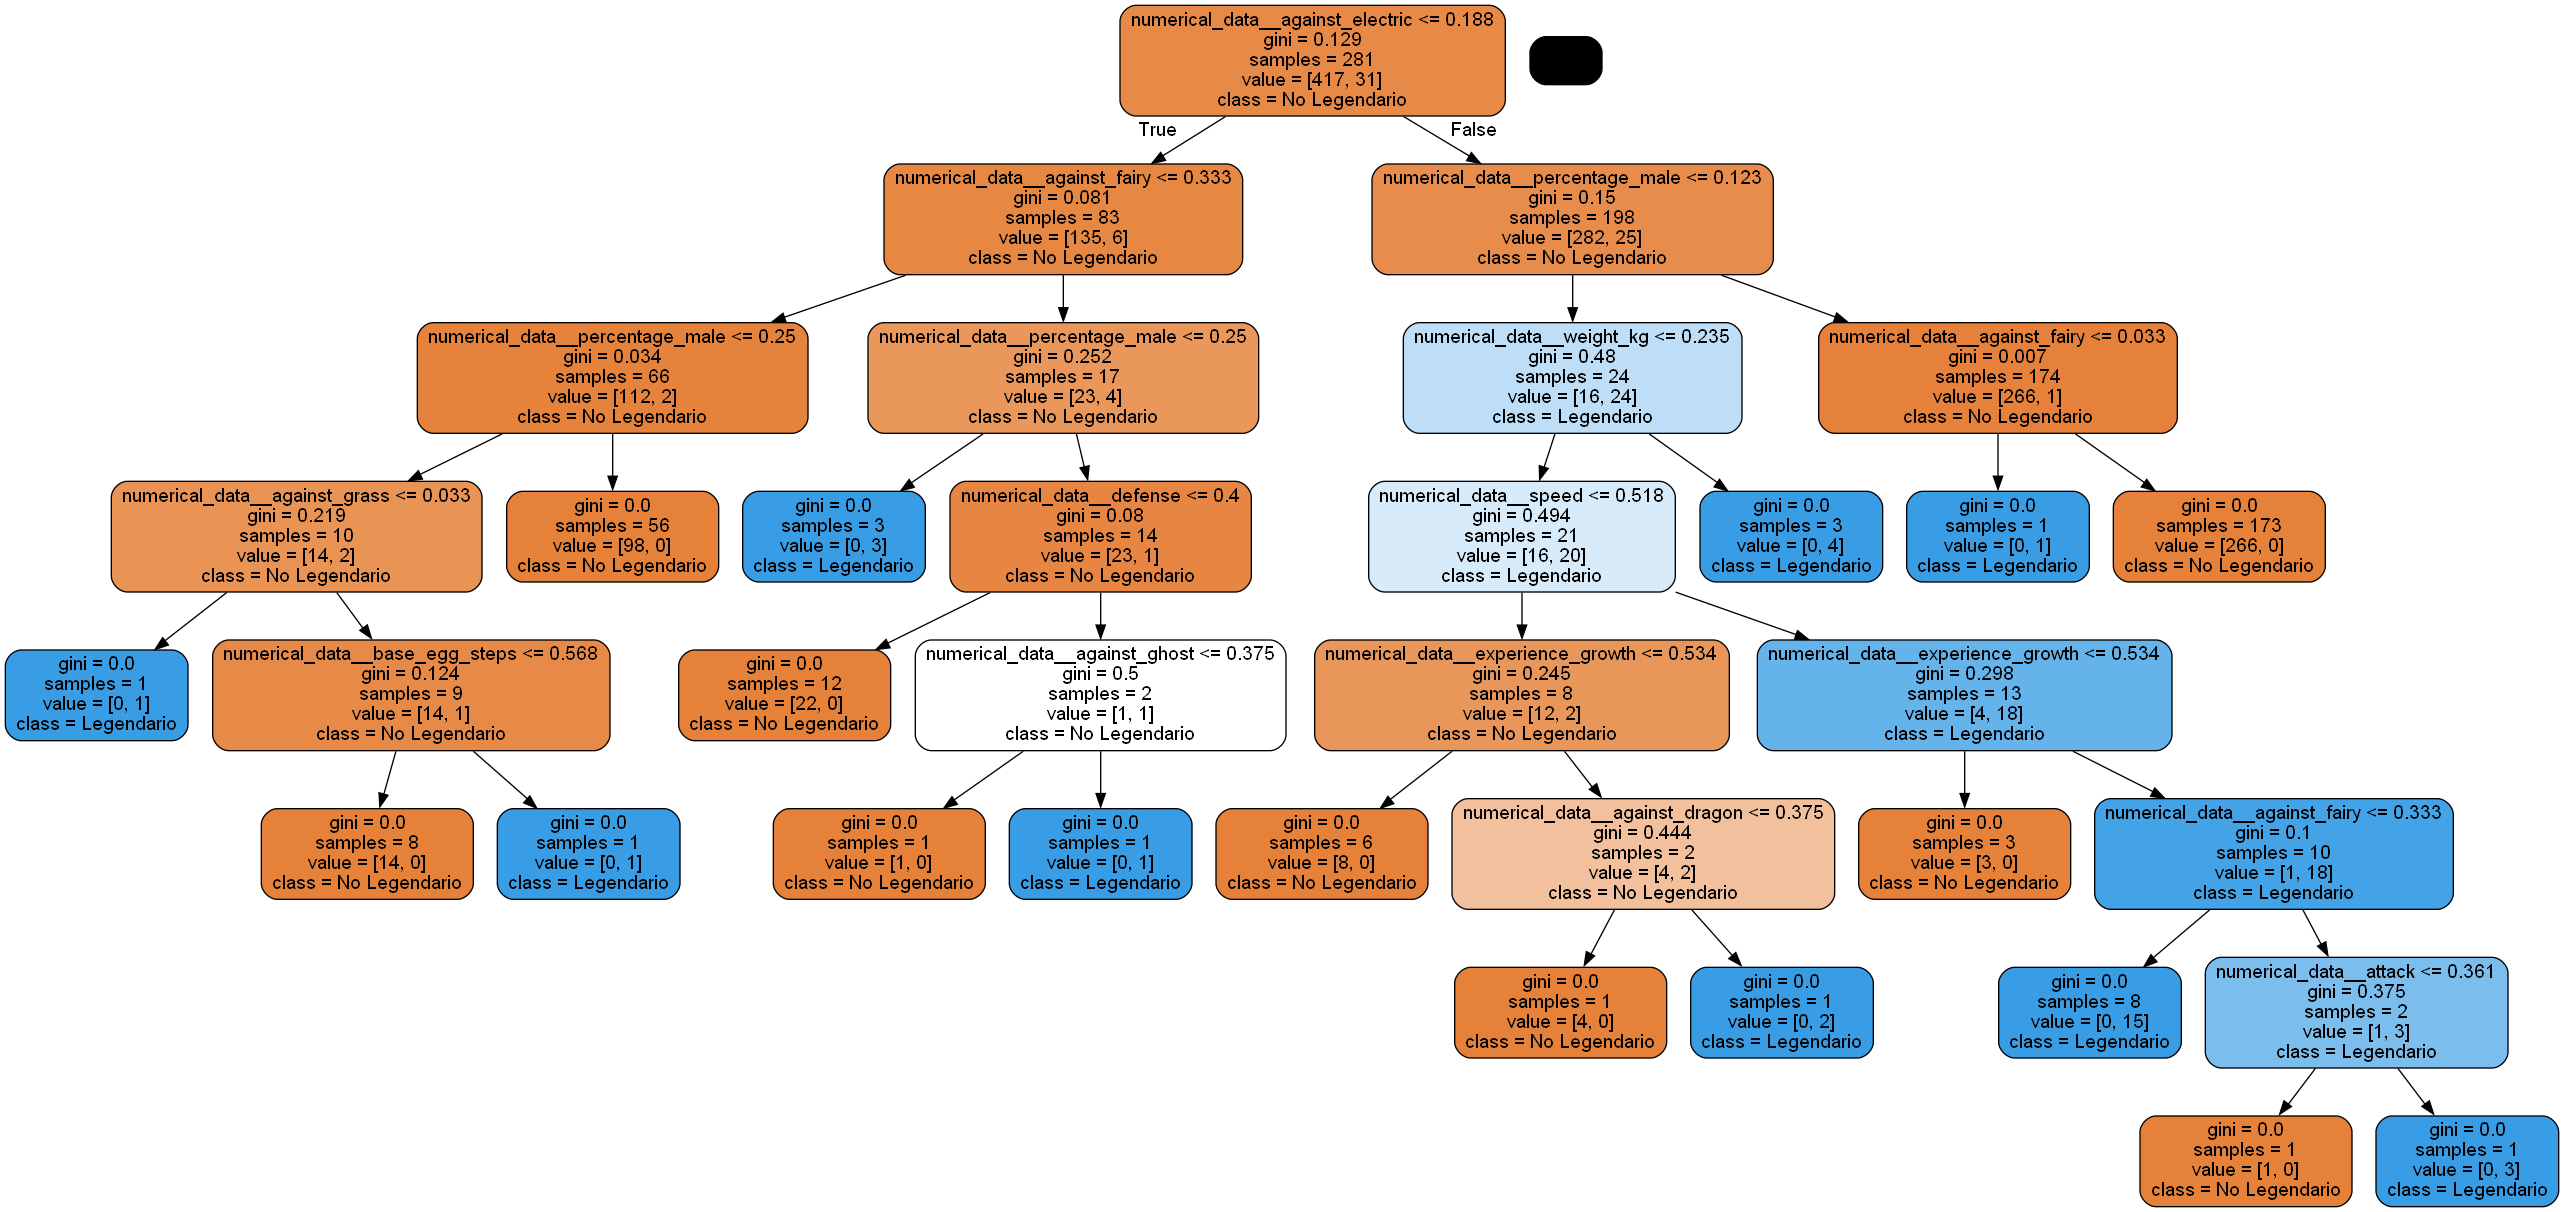 numerical_data__against_electric <= 0.188
gini = 0.129
samples = 281
value = [417, 31]
class = No Legendario
True
False
numerical_data__against_fairy <= 0.333
gini = 0.081
samples = 83
value = [135, 6]
class = No Legendario
numerical_data__percentage_male <= 0.123
gini = 0.15
samples = 198
value = [282, 25]
class = No Legendario
numerical_data__percentage_male <= 0.25
gini = 0.034
samples = 66
value = [112, 2]
class = No Legendario
numerical_data__percentage_male <= 0.25
gini = 0.252
samples = 17
value = [23, 4]
class = No Legendario
numerical_data__weight_kg <= 0.235
gini = 0.48
samples = 24
value = [16, 24]
class = Legendario
numerical_data__against_fairy <= 0.033
gini = 0.007
samples = 174
value = [266, 1]
class = No Legendario
numerical_data__against_grass <= 0.033
gini = 0.219
samples = 10
value = [14, 2]
class = No Legendario
gini = 0.0
samples = 56
value = [98, 0]
class = No Legendario
gini = 0.0
samples = 3
value = [0, 3]
class = Legendario
numerical_data__defense <= 0.4
gini = 0.08
samples = 14
value = [23, 1]
class = No Legendario
numerical_data__speed <= 0.518
gini = 0.494
samples = 21
value = [16, 20]
class = Legendario
gini = 0.0
samples = 3
value = [0, 4]
class = Legendario
gini = 0.0
samples = 1
value = [0, 1]
class = Legendario
gini = 0.0
samples = 173
value = [266, 0]
class = No Legendario
gini = 0.0
samples = 1
value = [0, 1]
class = Legendario
numerical_data__base_egg_steps <= 0.568
gini = 0.124
samples = 9
value = [14, 1]
class = No Legendario
gini = 0.0
samples = 12
value = [22, 0]
class = No Legendario
numerical_data__against_ghost <= 0.375
gini = 0.5
samples = 2
value = [1, 1]
class = No Legendario
numerical_data__experience_growth <= 0.534
gini = 0.245
samples = 8
value = [12, 2]
class = No Legendario
numerical_data__experience_growth <= 0.534
gini = 0.298
samples = 13
value = [4, 18]
class = Legendario
gini = 0.0
samples = 8
value = [14, 0]
class = No Legendario
gini = 0.0
samples = 1
value = [0, 1]
class = Legendario
gini = 0.0
samples = 1
value = [1, 0]
class = No Legendario
gini = 0.0
samples = 1
value = [0, 1]
class = Legendario
gini = 0.0
samples = 6
value = [8, 0]
class = No Legendario
numerical_data__against_dragon <= 0.375
gini = 0.444
samples = 2
value = [4, 2]
class = No Legendario
gini = 0.0
samples = 3
value = [3, 0]
class = No Legendario
numerical_data__against_fairy <= 0.333
gini = 0.1
samples = 10
value = [1, 18]
class = Legendario
gini = 0.0
samples = 1
value = [4, 0]
class = No Legendario
gini = 0.0
samples = 1
value = [0, 2]
class = Legendario
gini = 0.0
samples = 8
value = [0, 15]
class = Legendario
numerical_data__attack <= 0.361
gini = 0.375
samples = 2
value = [1, 3]
class = Legendario
gini = 0.0
samples = 1
value = [1, 0]
class = No Legendario
gini = 0.0
samples = 1
value = [0, 3]
class = Legendario